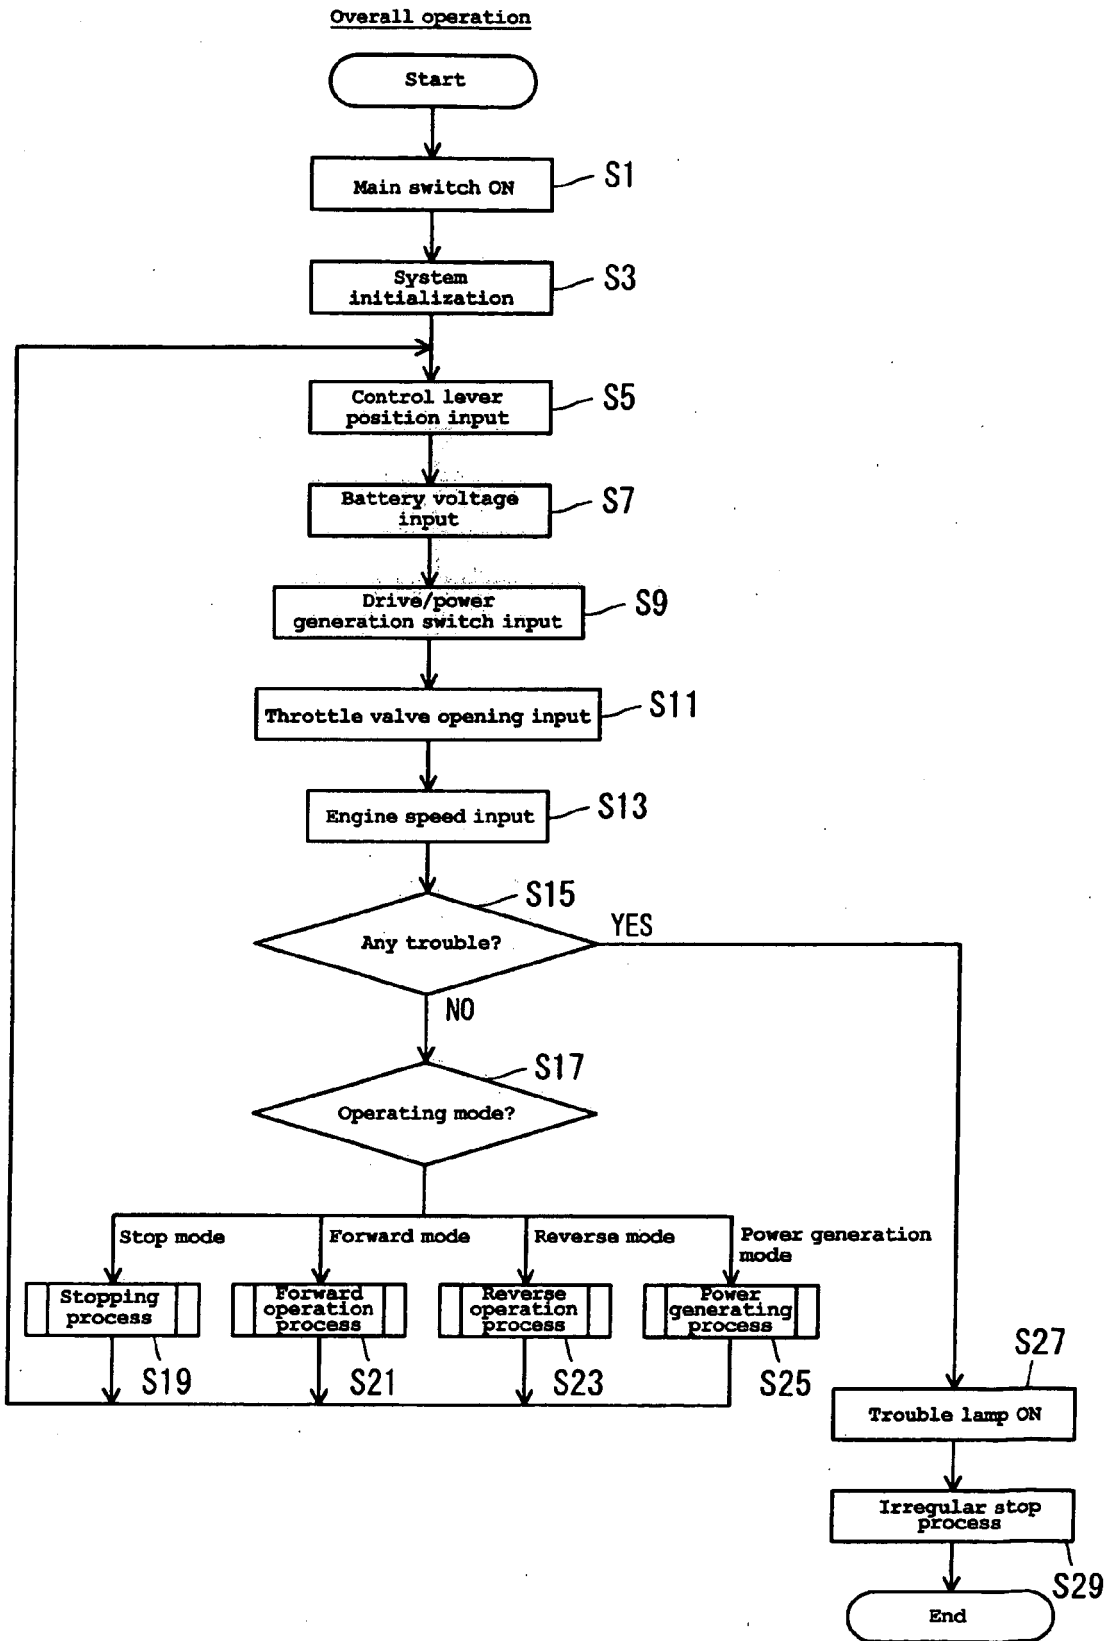 Overall operation
Start
Main switch ON
S1
System
initialization
S3
Control lever
position input
S5
Battery voltage
input
S7
Drive/power
generation switch input
S9
Throttle valve opening input
S11
Engine speed input
S13
S15
Any trouble?
YES
NO
S17
Operating mode?
Stop mode
Forward mode
Reverse mode
Power generation
mode
Stopping
process
S19
Forward
operation
process
S21
Reverse
operation
process
S23
Power
generating
process
S25
S27
Trouble lamp ON
Irregular stop
process
S29
End